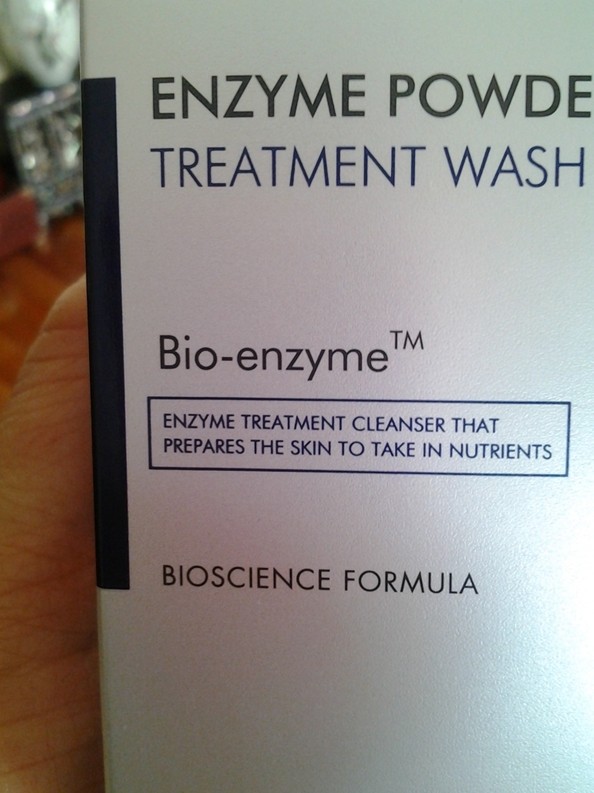 ENZYME POWDE
TREATMENT WASH
Bio-enzyme™
ENZYME TREATMENT CLEANSER THAT
PREPARES THE SKIN TO TAKE IN NUTRIENTS
BIOSCIENCE FORMULA